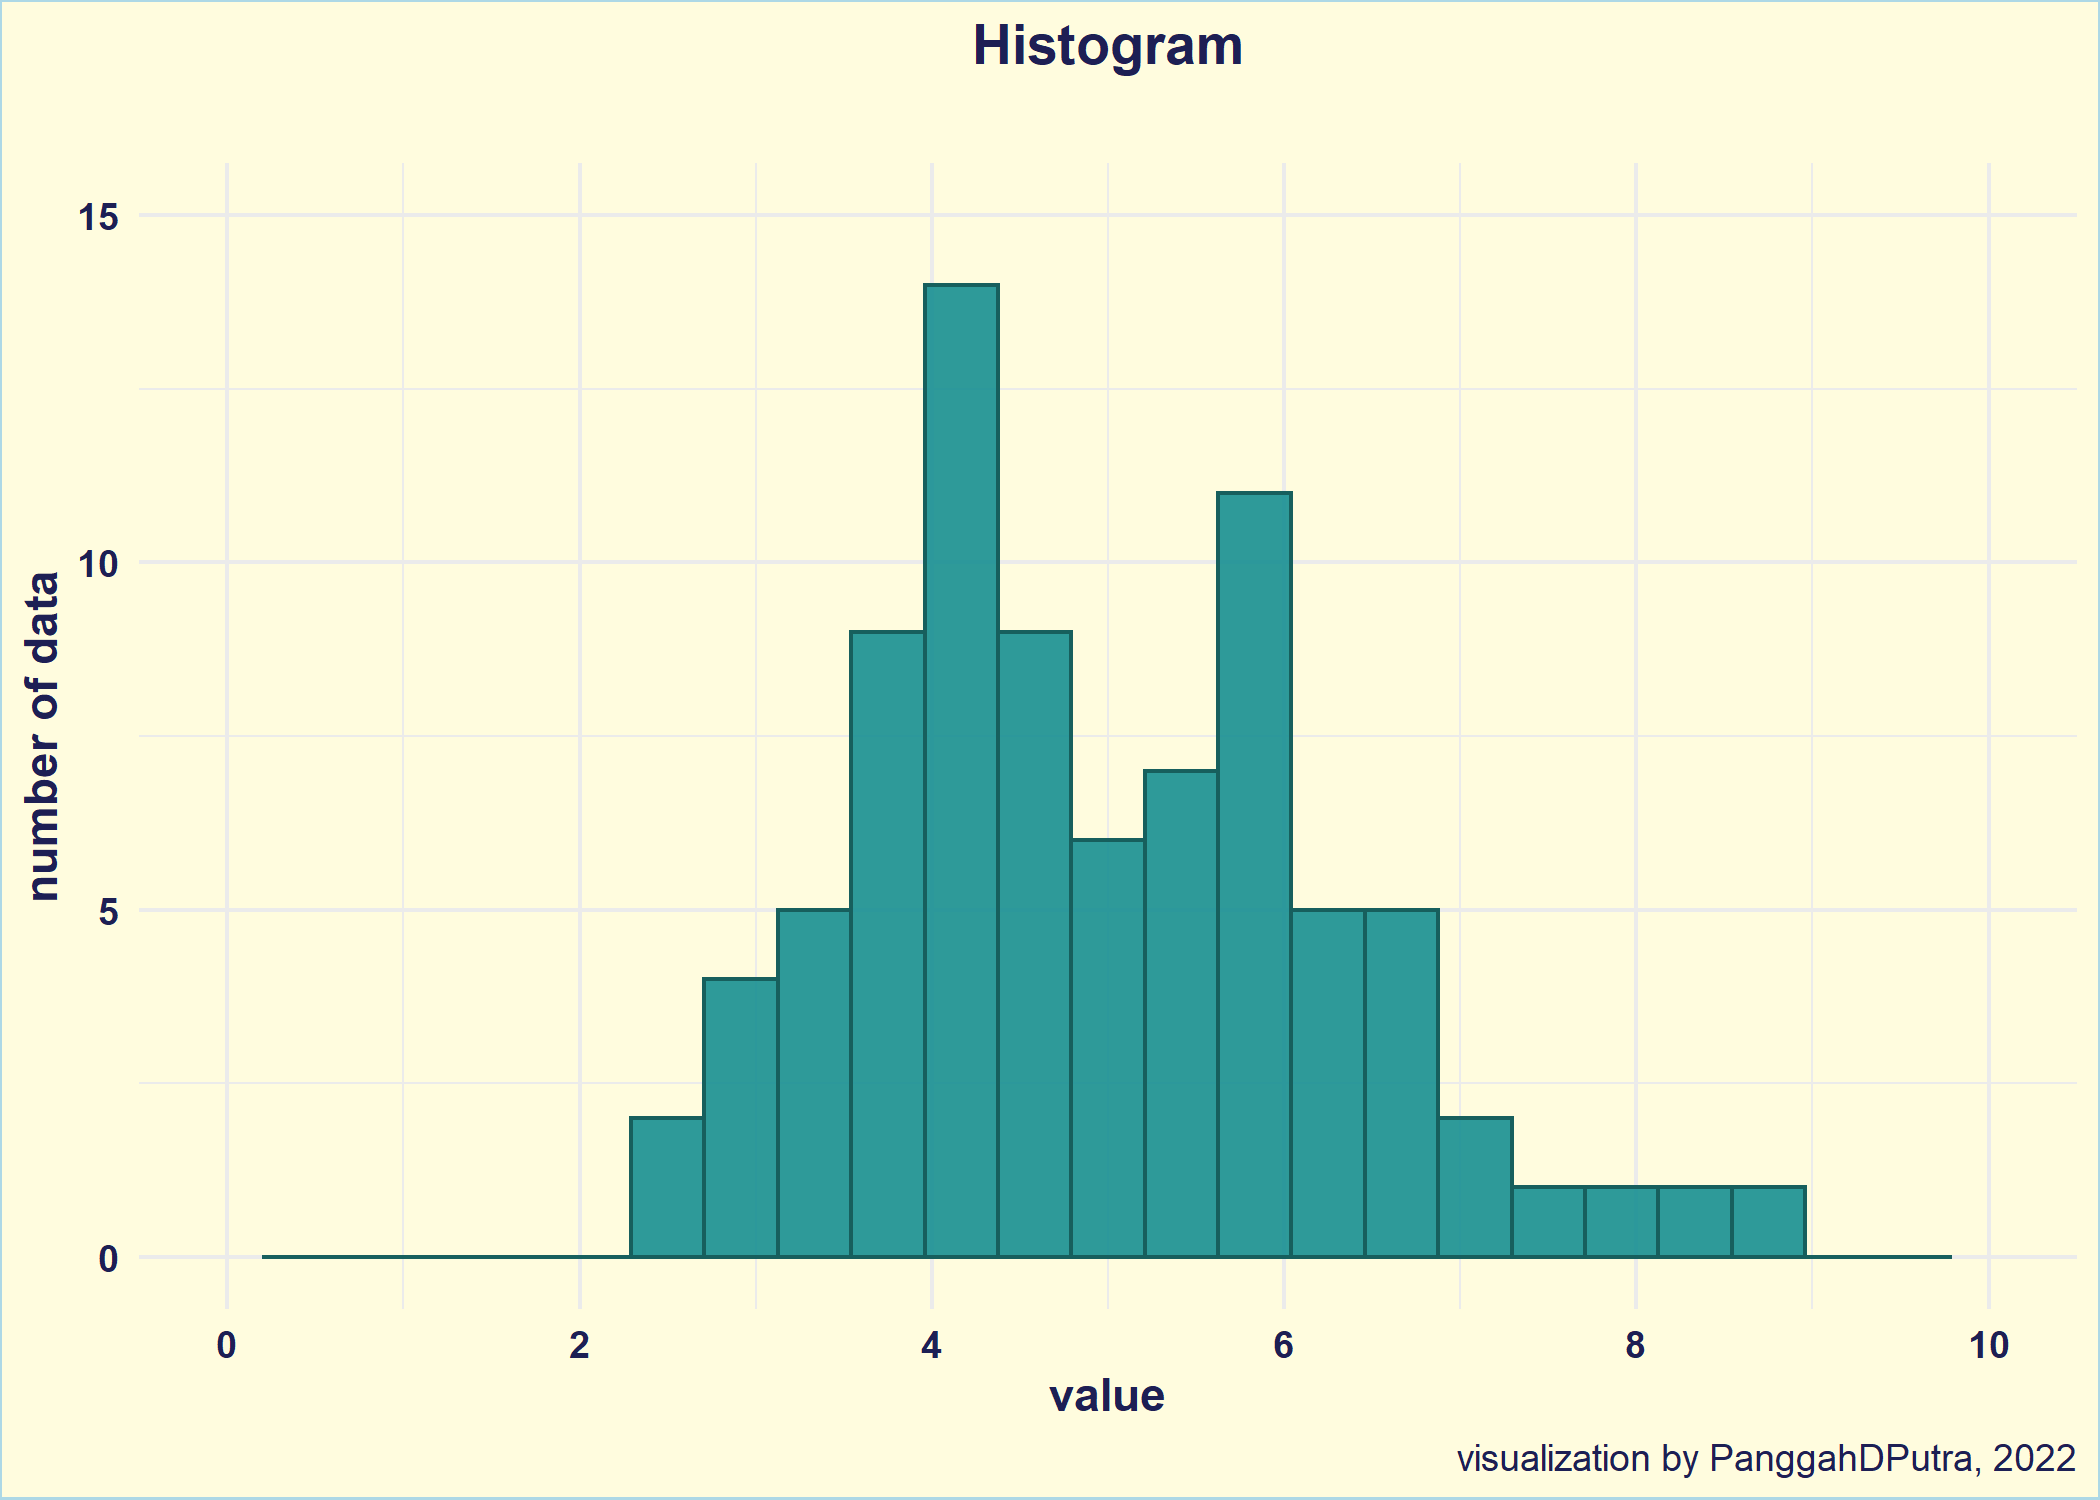 Histogram
15
10
5
0
number of data
0 2 4 6 8 10
value
visualization by PanggahDPutra, 2022